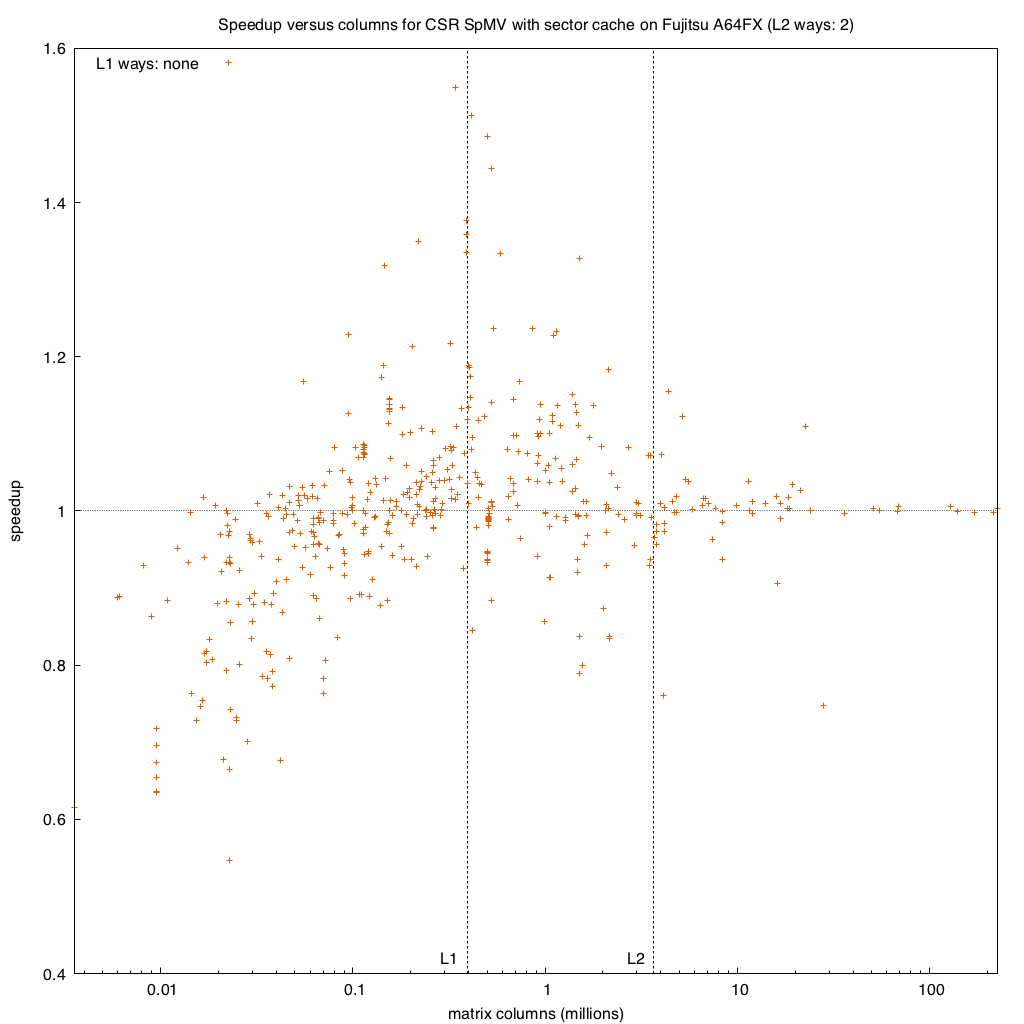 Speedup versus columns for CSR SpMV with sector cache on Fujitsu A64FX (L2 ways: 2)
1.6
L1 ways: none
1.4
1.2
speedup
1
0.8
0.6
L1
L2
0.4
0.01
0.1
1
10
100
matrix columns (millions)